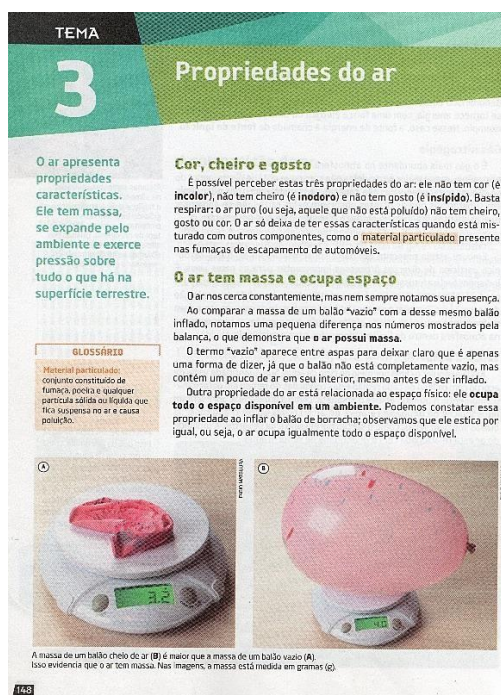 TEMA
3
Propriedades do ar
O ar apresenta
propriedades
características.
Ele tem massa,
se expande pelo
ambiente e exerce
pressão sobre
tudo o que há na
superfície terrestre.
GLOSSÁRIO
Material particulado:
conjunto constituído de
fumaça, poeira e qualquer
partícula sólida ou líquida que
fica suspensa no ar e causa
poluição.
Cor, cheiro e gosto
É possível perceber estas três propriedades do ar: ele não tem cor (é
incolor), não tem cheiro (é inodoro) e não tem gosto (é insípido). Basta
respirar: o ar puro (ou seja, aquele que não está poluído) não tem cheiro,
gosto ou cor. O ar só deixa de ter essas características quando está mis-
turado com outros componentes, como o material particulado presente
nas fumaças de escapamento de automóveis.
O ar tem massa e ocupa espaço
O ar nos cerca constantemente, mas nem sempre notamos sua presença.
Ao comparar a massa de um balão "vazio" com a desse mesmo balão
inflado, notamos uma pequena diferença nos números mostrados pela
balança, o que demonstra que o ar possui massa.
O termo "vazio" aparece entre aspas para deixar claro que é apenas
uma forma de dizer, já que o balão não está completamente vazio, mas
contém um pouco de ar em seu interior, mesmo antes de ser inflado.
Outra propriedade do ar está relacionada ao espaço físico: ele ocupa
todo o espaço disponível em um ambiente. Podemos constatar essa
propriedade ao inflar o balão de borracha; observamos que ele estica por
igual, ou seja, o ar ocupa igualmente todo o espaço disponível.
A
3.2
B
4.0
A massa de um balão cheio de ar (B) é maior que a massa de um balão vazio (A).
Isso evidencia que o ar tem massa. Nas imagens, a massa está medida em gramas (g).
148